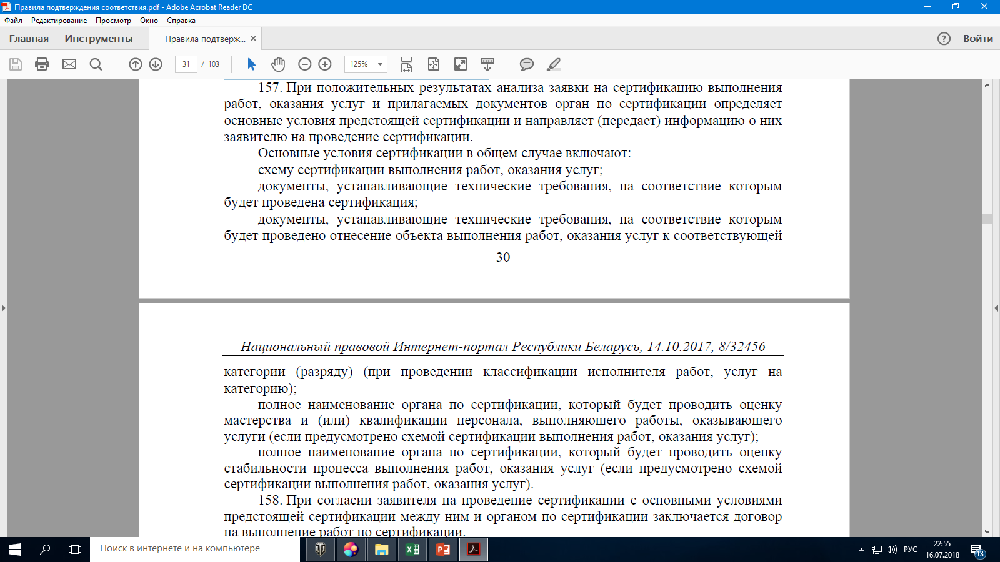 Правила подтверждения соответствия.pdf - Adobe Acrobat Reader DC
Файл Редактирование Просмотр Окно Справка
Главная Инструменты Правила подтверж... × ? Войти
31 / 103 125%
157. При положительных результатах анализа заявки на сертификацию выполнения
работ, оказания услуг и прилагаемых документов орган по сертификации определяет
основные условия предстоящей сертификации и направляет (передает) информацию о них
заявителю на проведение сертификации.
Основные условия сертификации в общем случае включают:
схему сертификации выполнения работ, оказания услуг;
документы, устанавливающие технические требования, на соответствие которым
будет проведена сертификация;
документы, устанавливающие технические требования, на соответствие которым
будет проведено отнесение объекта выполнения работ, оказания услуг к соответствующей
30
Национальный правовой Интернет-портал Республики Беларусь, 14.10.2017, 8/32456
категории (разряду) (при проведении классификации исполнителя работ, услуг на
категорию);
полное наименование органа по сертификации, который будет проводить оценку
мастерства и (или) квалификации персонала, выполняющего работы, оказывающего
услуги (если предусмотрено схемой сертификации выполнения работ, оказания услуг);
полное наименование органа по сертификации, который будет проводить оценку
стабильности процесса выполнения работ, оказания услуг (если предусмотрено схемой
сертификации выполнения работ, оказания услуг).
158. При согласии заявителя на проведение сертификации с основными условиями
предстоящей сертификации между ним и органом по сертификации заключается договор
на выполнение работ по сертификации.
Поиск в интернете и на компьютере
РУС
22:55
16.07.2018
13